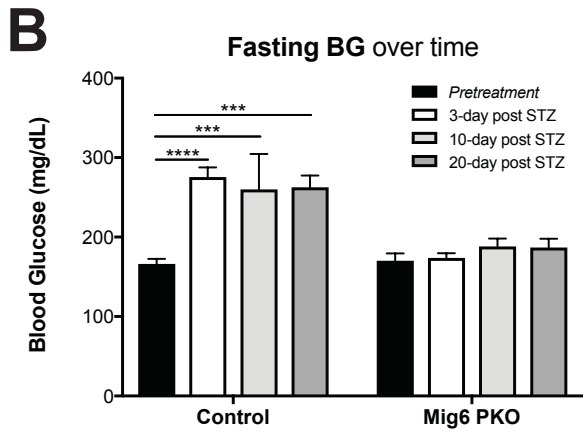 B
Fasting BG over time
Blood Glucose (mg/dL)
400
300
200
100
0
***
***
****
Pretreatment
3-day post STZ
10-day post STZ
20-day post STZ
Control
Mig6 PKO